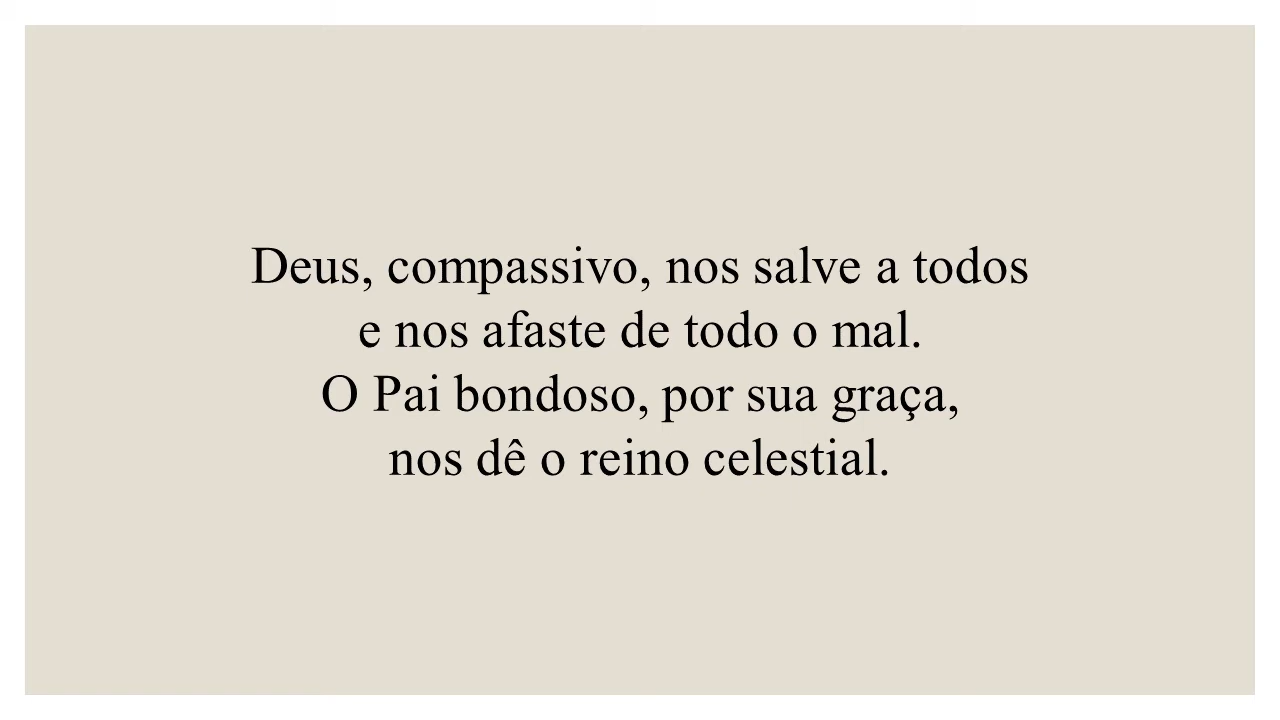 Deus, compassivo, nos salve a todos
e nos afaste de todo o mal.
O Pai bondoso, por sua graça,
nos dê o reino celestial.